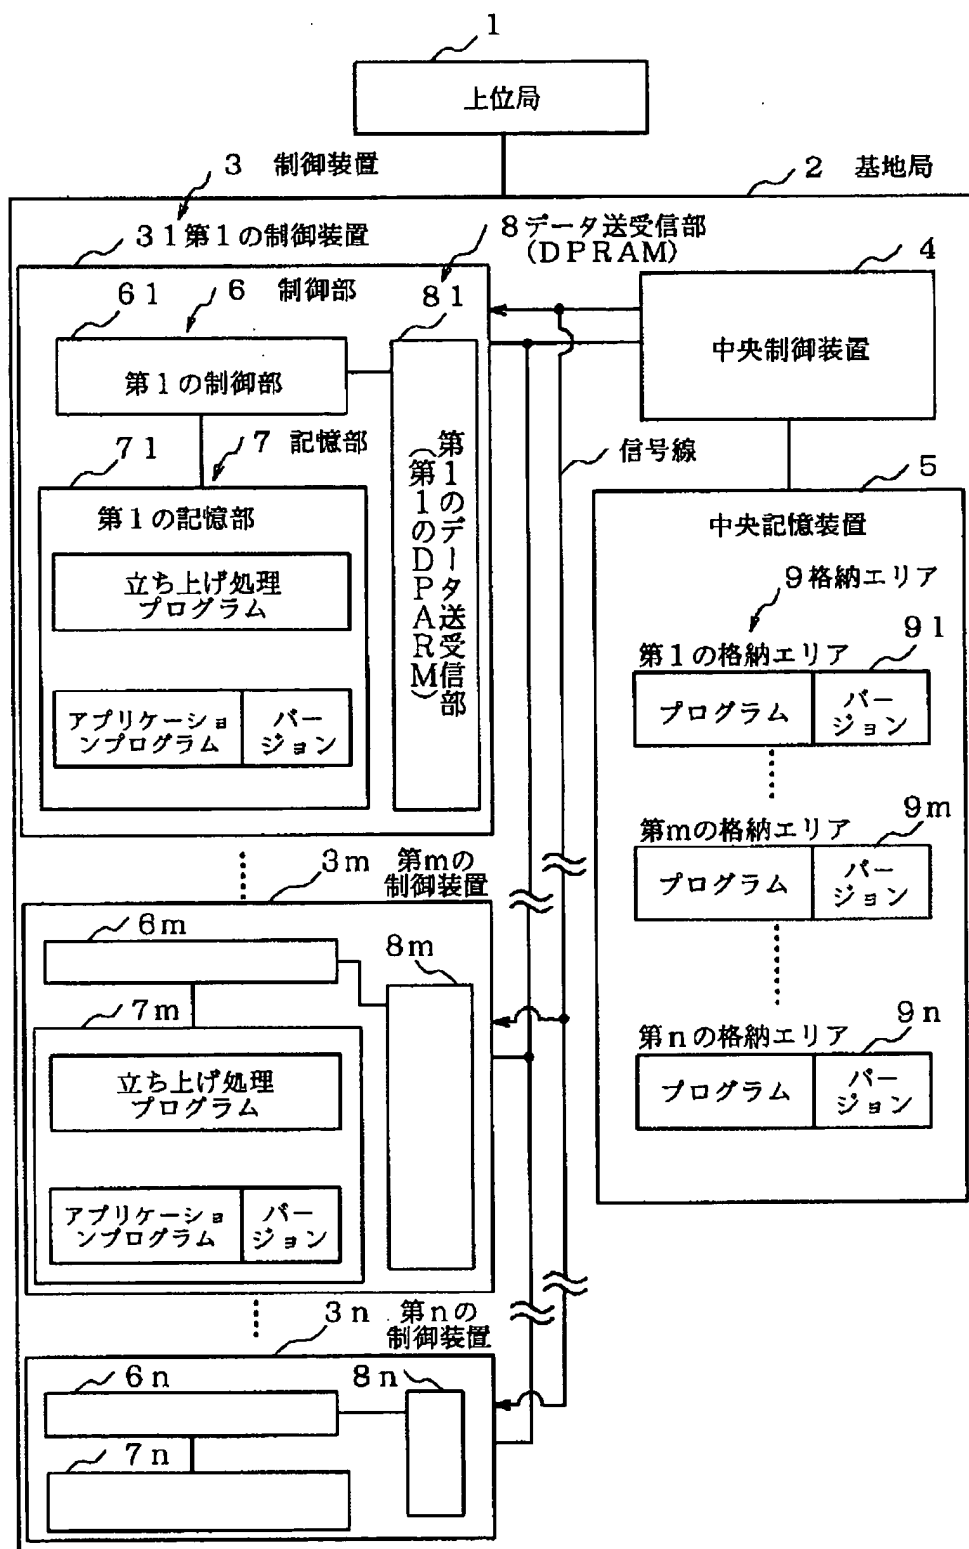 1
上位局
3 制御装置
2 基地局
31第1の制御装置
8データ送受信部
(DPRAM)
4
61
6 制御部
81
第1の制御部
中央制御装置
71
7 記憶部
第1のデータ送受信部
(第1のDPARM)
信号線
5
第1の記憶部
中央記憶装置
立ち上げ処理
プログラム
9格納エリア
91
第1の格納エリア
アプリケーショ
ンプログラム
バー
ジョン
プログラム
バー
ジョン
第mの格納エリア
9m
プログラム
バー
ジョン
3m 第mの
制御装置
6m
8m
7m
第nの格納エリア
9n
立ち上げ処理
プログラム
プログラム
バー
ジョン
アプリケーショ
ンプログラム
バー
ジョン
3n 第nの
制御装置
6n
8n
7n